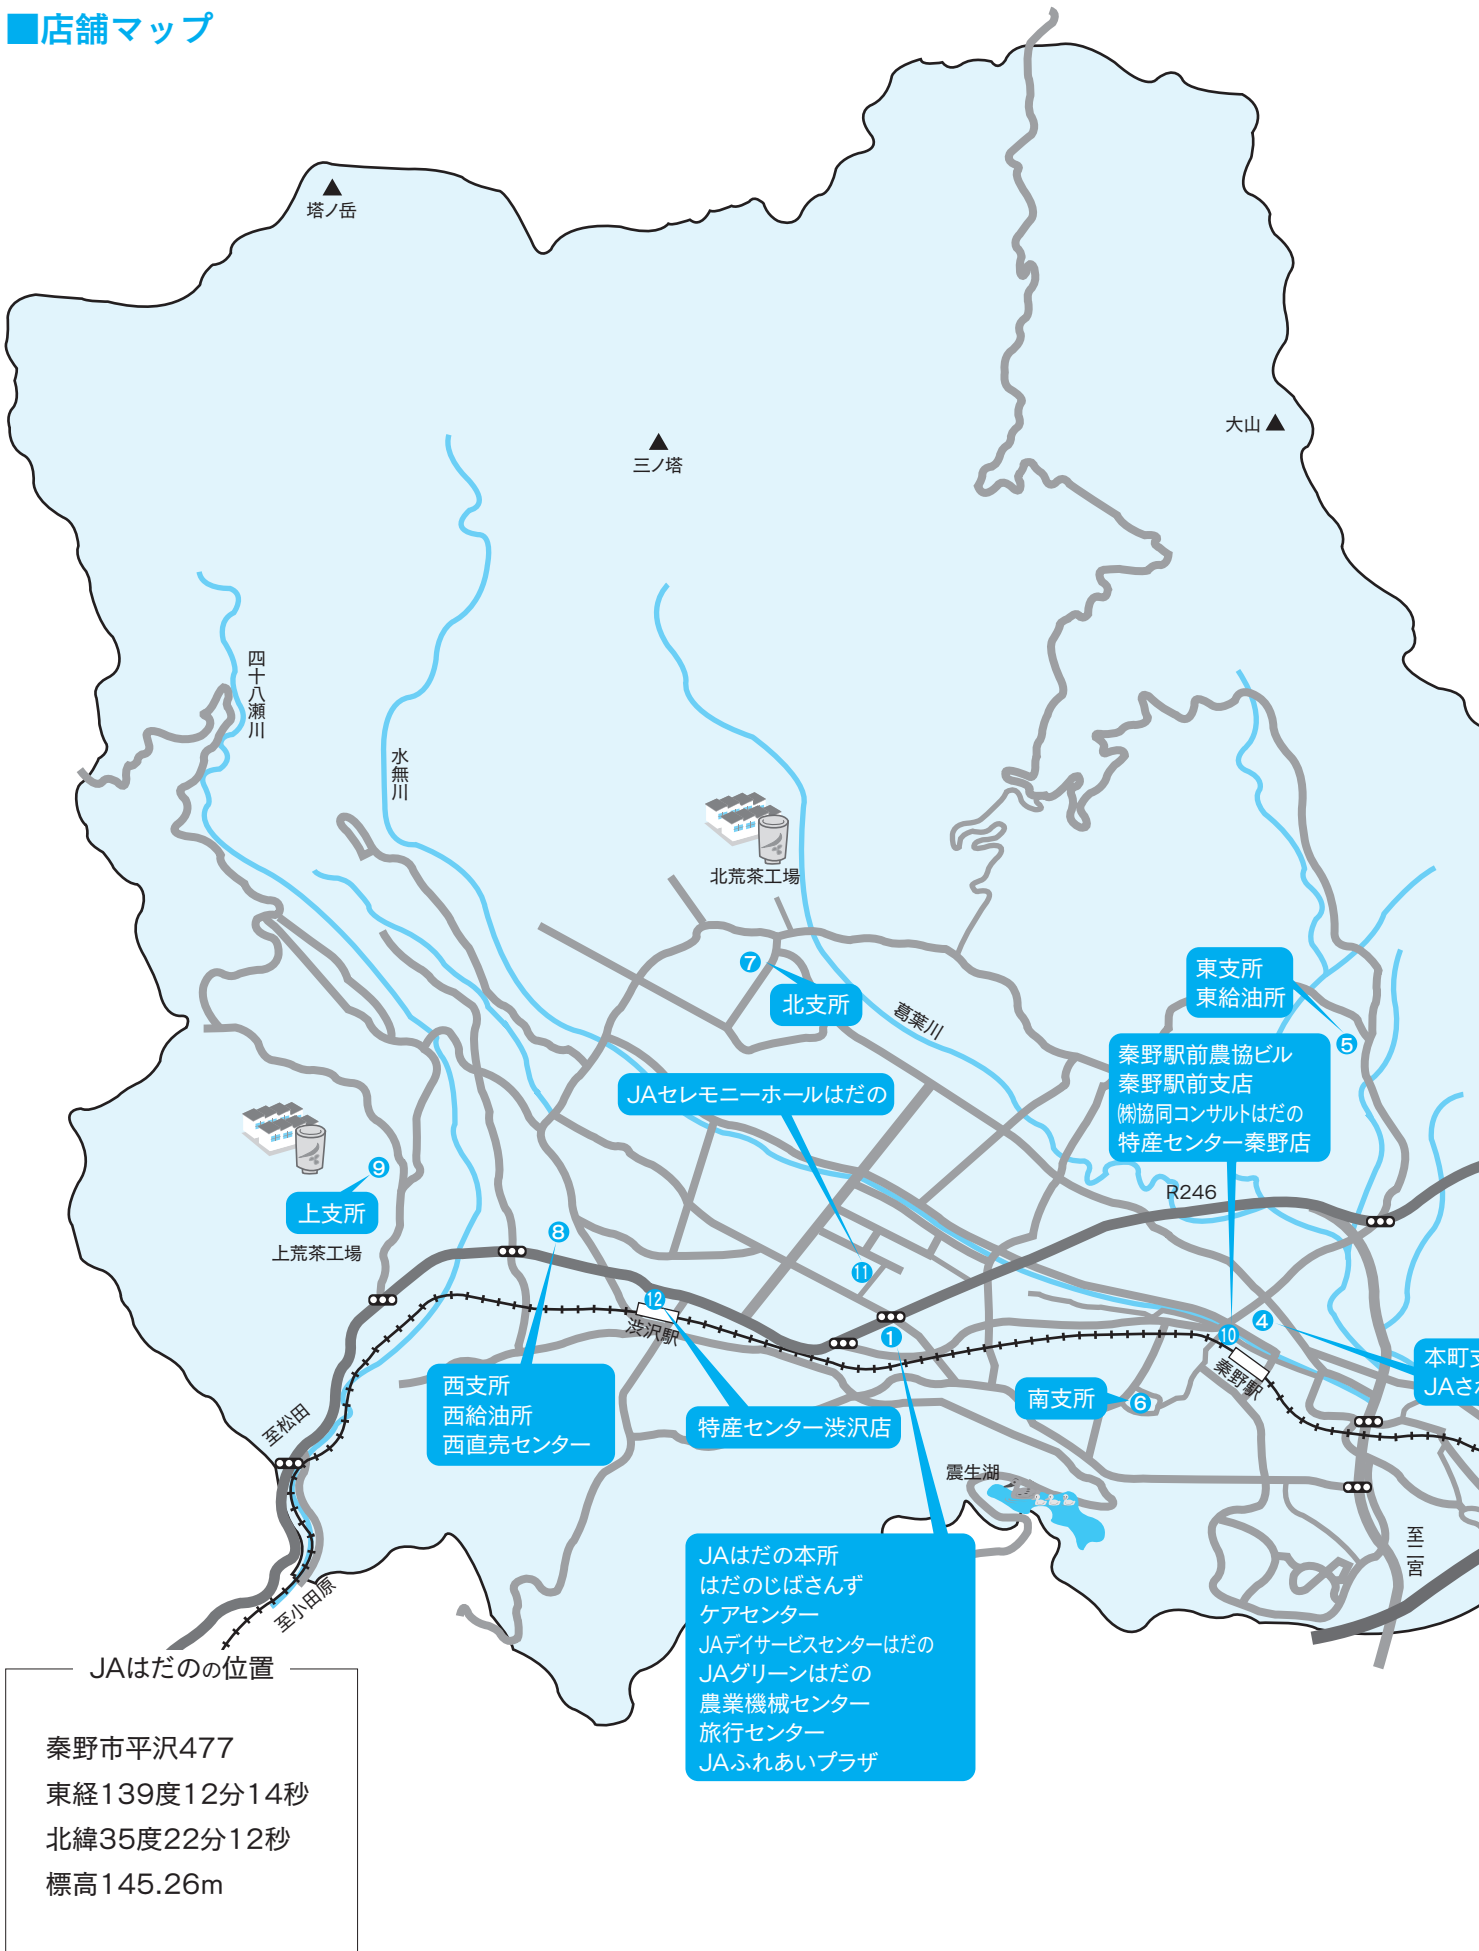 ■店舗マップ
塔ノ岳
三ノ塔
大山
四十八瀬川
水無川
北荒茶工場
7
北支所
葛葉川
東支所
東給油所
5
秦野駅前農協ビル
秦野駅前支店
㈱協同コンサルトはだの
特産センター秦野店
JAセレモニーホールはだの
R246
9
上支所
上荒茶工場
8
11
12
渋沢駅
1
10
4
秦野駅
本町支
JAさ
西支所
西給油所
西直売センター
特産センター渋沢店
南支所
6
至松田
震生湖
至二宮
至小田原
JAはだの本所
はだのじばさんず
ケアセンター
JAデイサービスセンターはだの
JAグリーンはだの
農業機械センター
旅行センター
JAふれあいプラザ
JAはだのの位置
秦野市平沢477
東経139度12分14秒
北緯35度22分12秒
標高145.26m